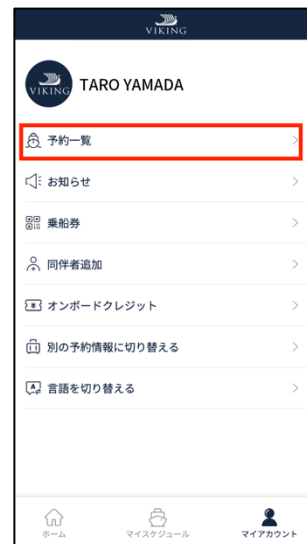 VIKING
VIKING
TARO YAMADA
予約一覧
お知らせ
乗船券
同伴者追加
オンボードクレジット
別の予約情報に切り替える
言語を切り替える
ホーム
マイスケジュール
マイアカウント